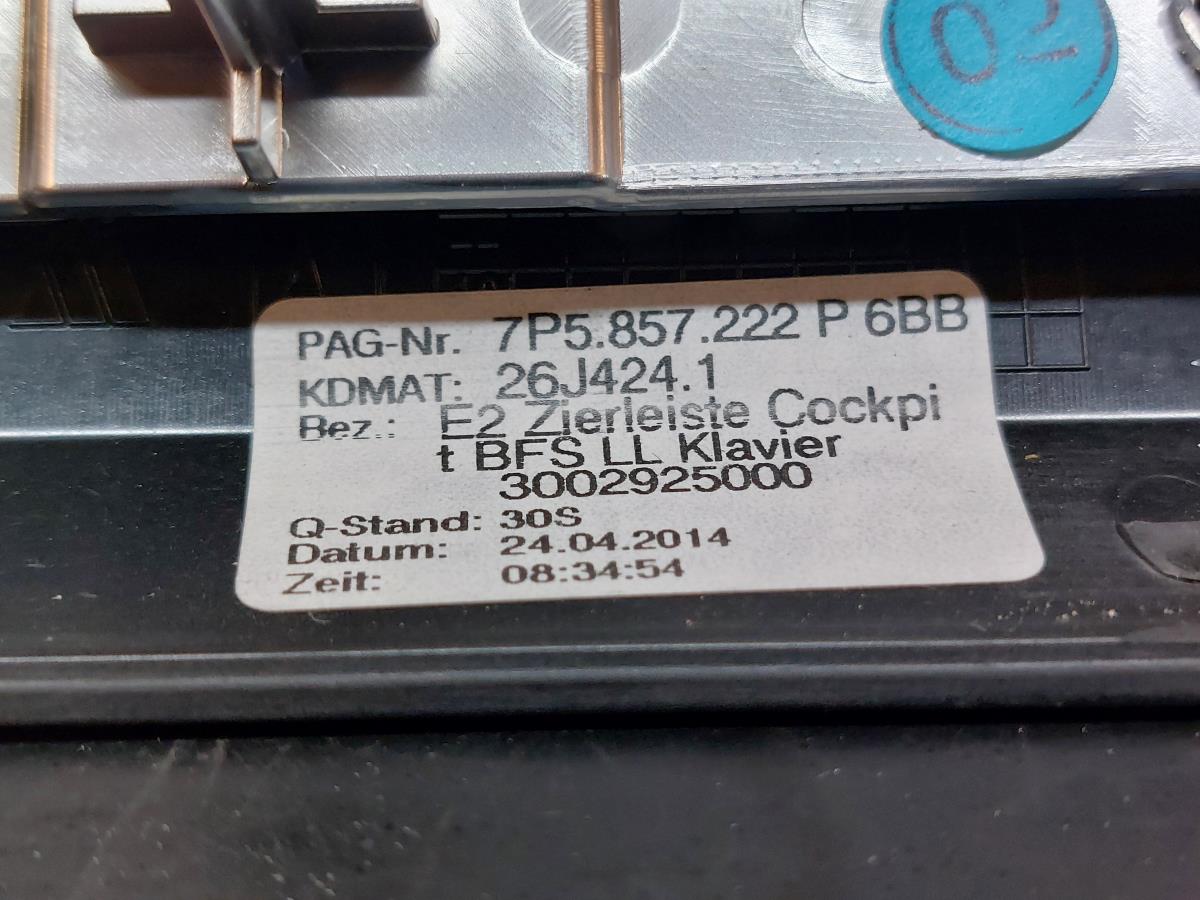 PAG-Nr. 7P5.857.222 P 6BB
KDMAT: 26J424.1
Bez.: E2 Zierleiste Cockpi
t BFS LL Klavier
3002925000
Q-Stand: 30S
Datum: 24.04.2014
Zeit: 08:34:54